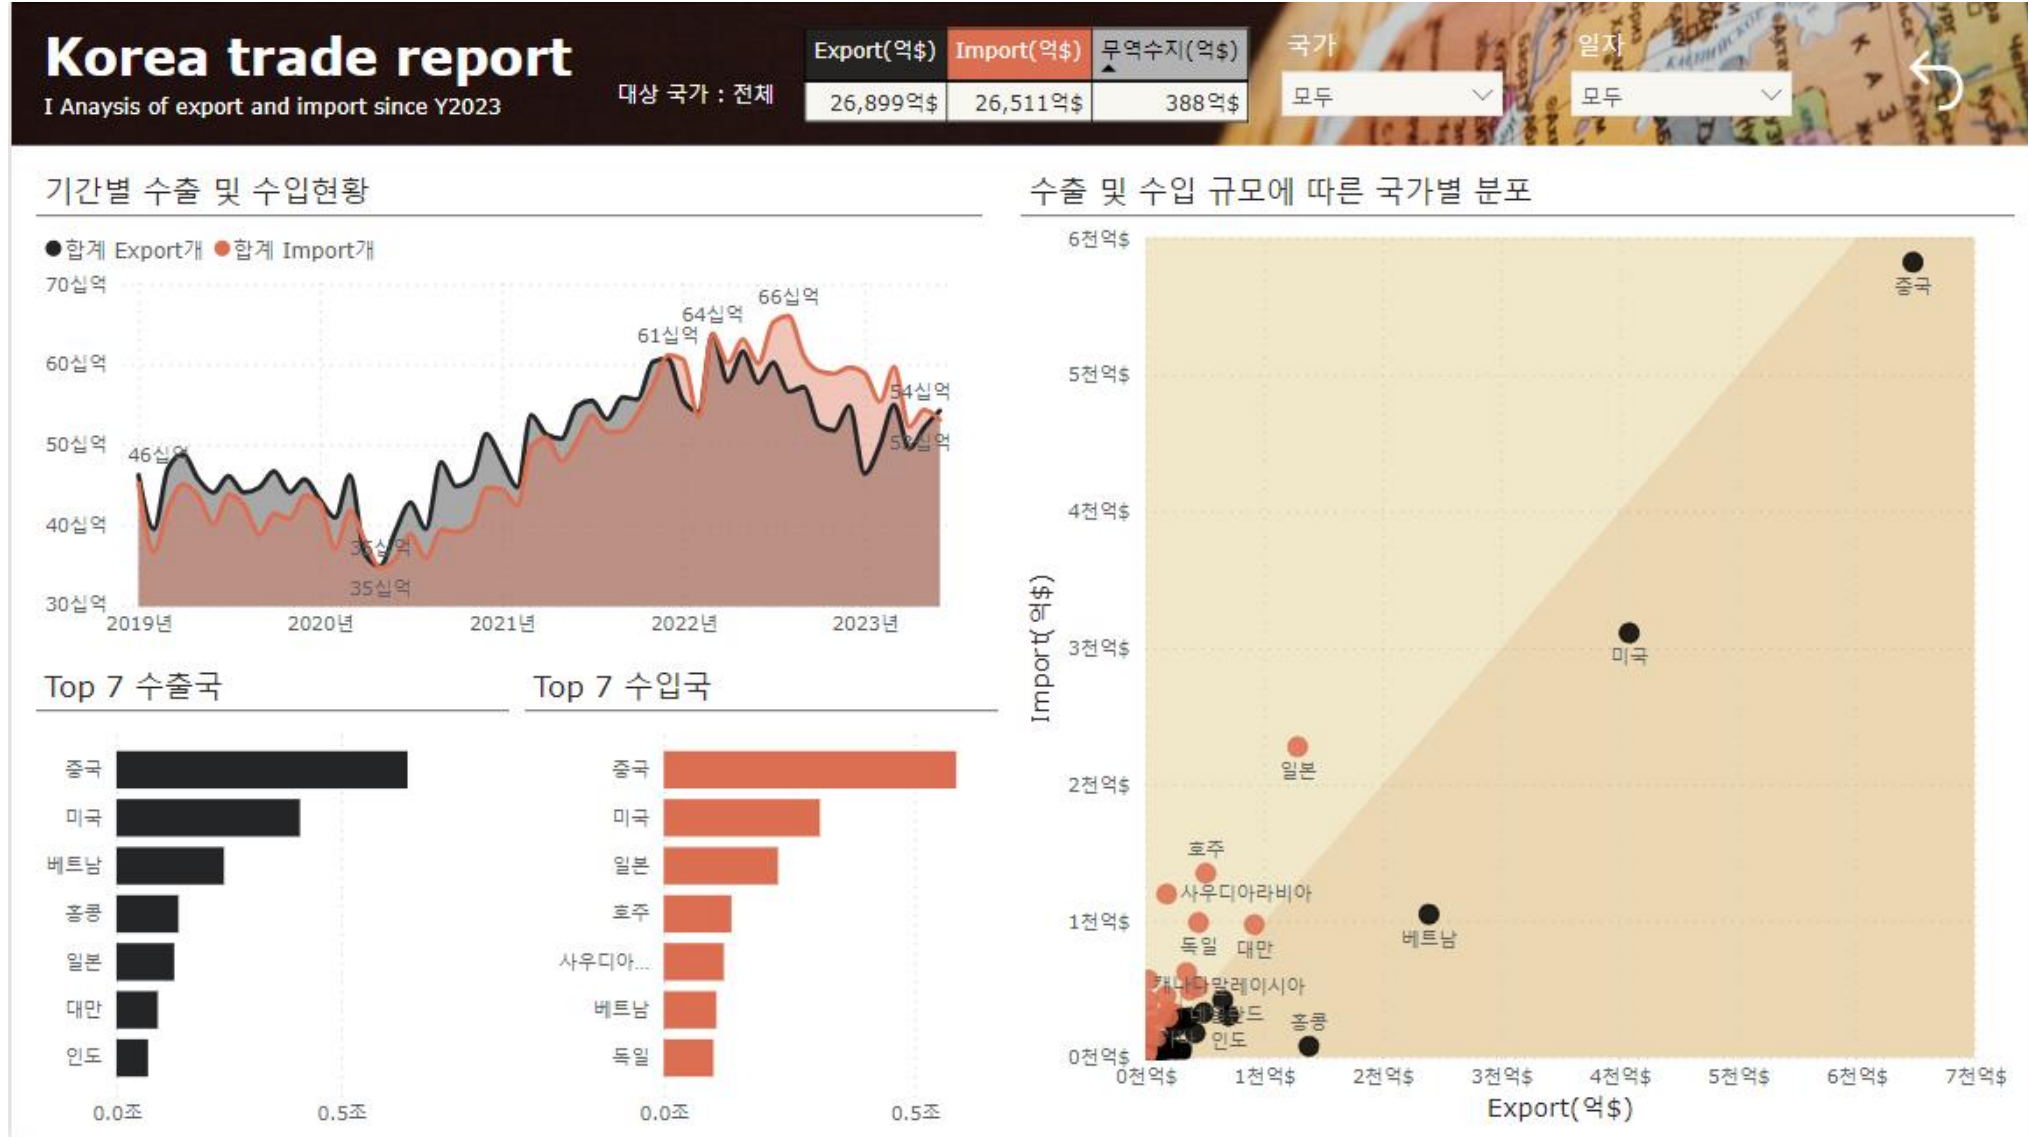 Korea trade report
I Anaysis of export and import since Y2023
대상 국가 : 전체
Export(억$) Import(억$) 무역수지(억$)
26,899억$ 26,511억$ 388억$
국가
모두
일자
모두
기간별 수출 및 수입현황
합계 Export개 합계 Import개
70십억
60십억
50십억
40십억
30십억
46십억
35십억
35십억
61십억
64십억
66십억
54십억
53십억
2019년 2020년 2021년 2022년 2023년
Top 7 수출국
중국
미국
베트남
홍콩
일본
대만
인도
0.0조 0.5조
Top 7 수입국
중국
미국
일본
호주
사우디아...
베트남
독일
0.0조 0.5조
수출 및 수입 규모에 따른 국가별 분포
Import(억$)
6천억$
5천억$
4천억$
3천억$
2천억$
1천억$
0천억$
중국
미국
일본
호주
사우디아라비아
독일 대만
베트남
캐나다 말레이시아
네덜란드
인도
홍콩
0천억$ 1천억$ 2천억$ 3천억$ 4천억$ 5천억$ 6천억$ 7천억$
Export(억$)